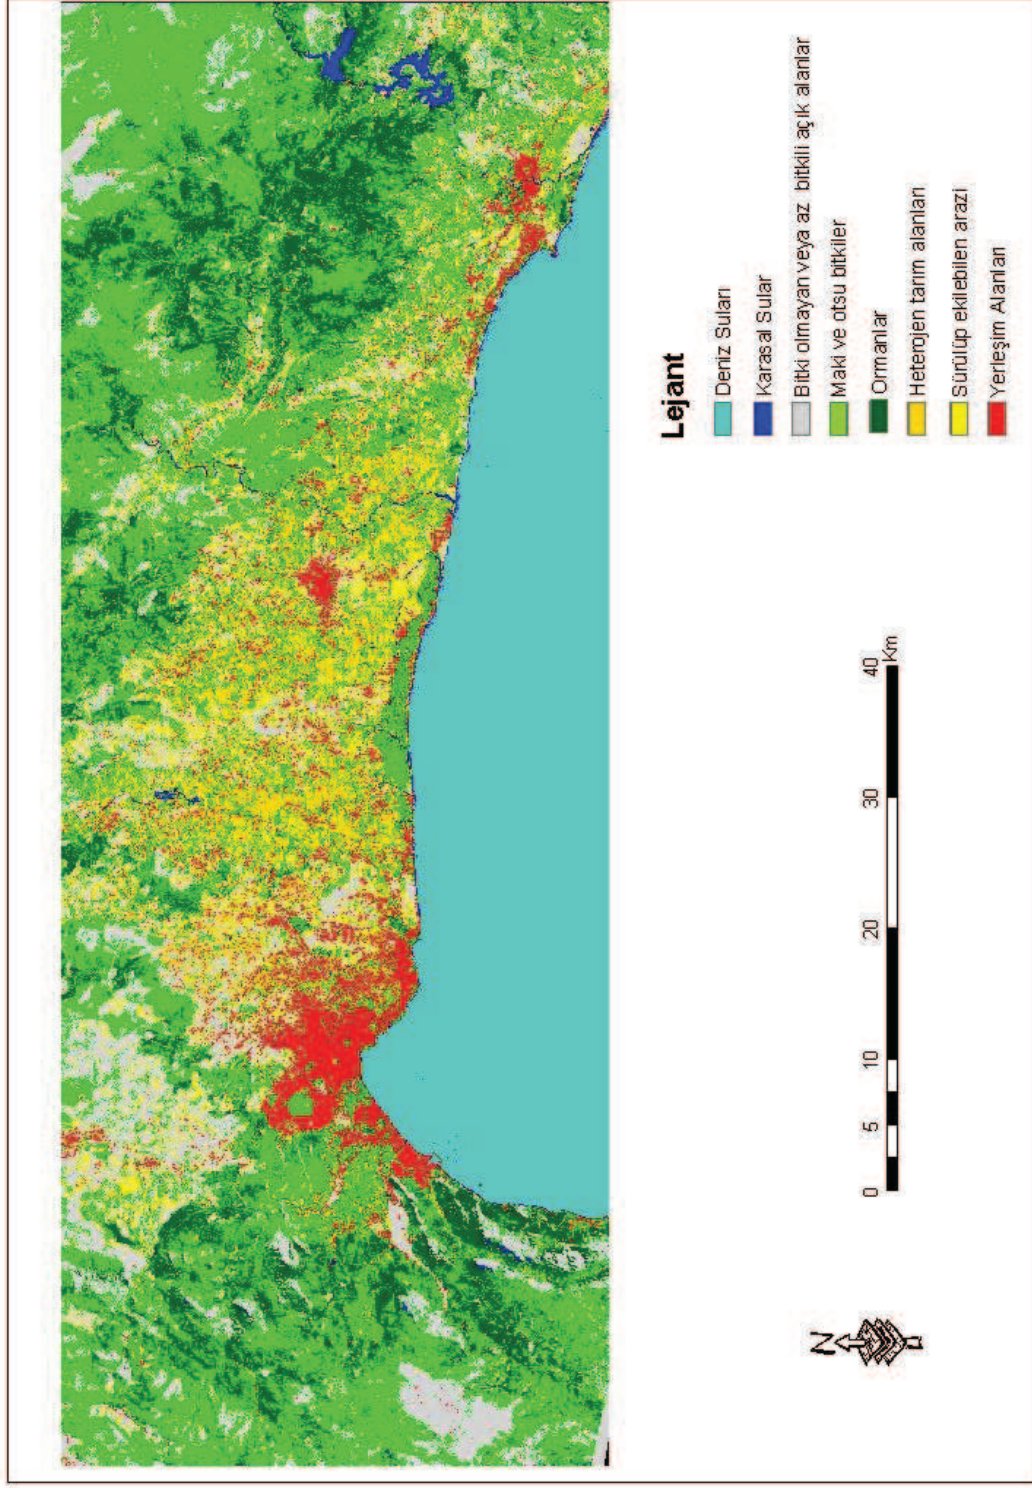 Lejant
Deniz Suları
Karasal Sular
Bitki olmayan veya az bitkili açık alanlar
Maki ve otsu bitkiler
Ormanlar
Heterojen tarım alanları
Sürülüp ekilebilen arazi
Yerleşim Alanları
N
0 5 10 20 30 40
Km